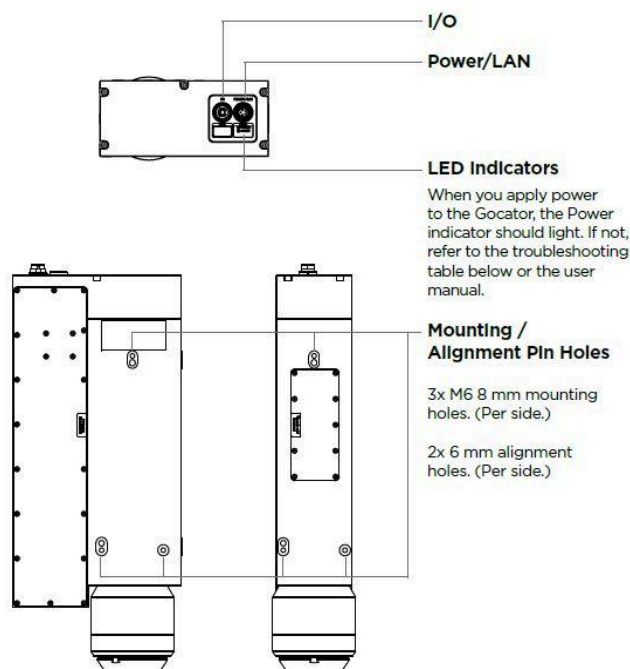 I/O
Power/LAN
LED Indicators
When you apply power
to the Gocator, the Power
indicator should light. If not,
refer to the troubleshooting
table below or the user
manual.
Mounting /
Alignment Pin Holes
3x M6 8 mm mounting
holes. (Per side.)
2x 6 mm alignment
holes. (Per side.)